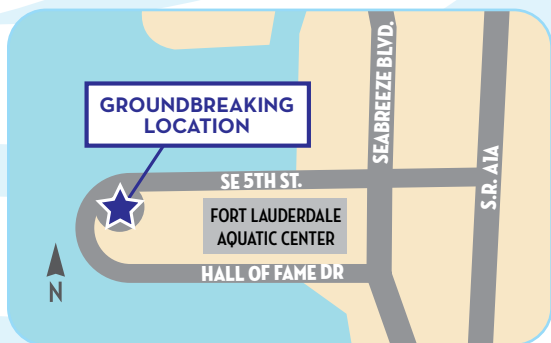 GROUNDBREAKING
LOCATION
SEABREEZE BLVD.
S.R. A1A
SE 5TH ST.
FORT LAUDERDALE
AQUATIC CENTER
HALL OF FAME DR
N